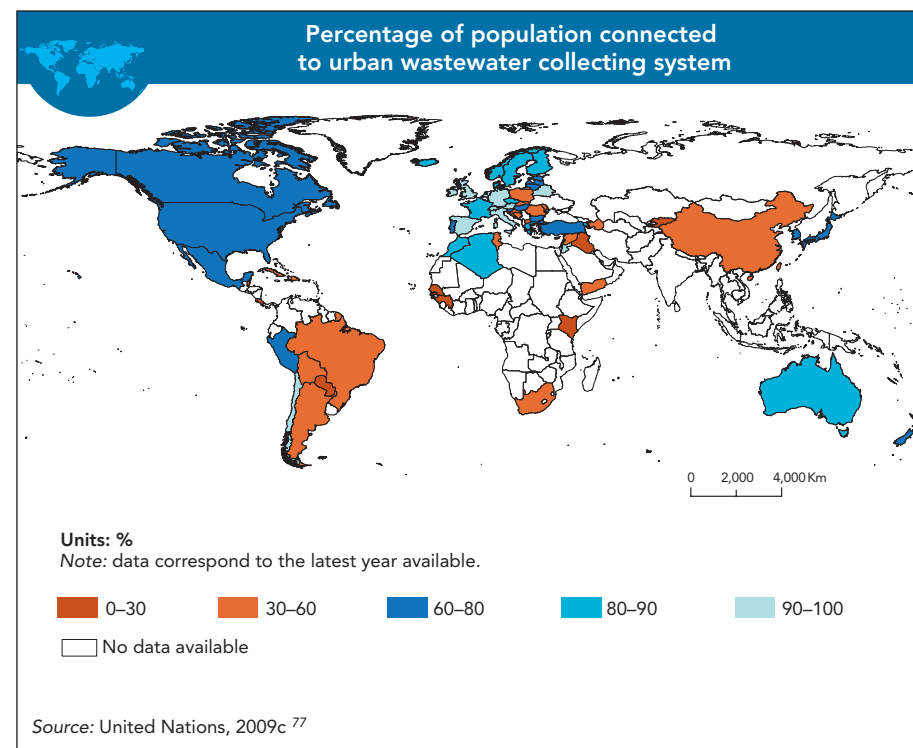 Percentage of population connected
to urban wastewater collecting system
0 2,000 4,000 Km
Units: %
Note: data correspond to the latest year available.
0–30 30–60 60–80 80–90 90–100
No data available
Source: United Nations, 2009c 77